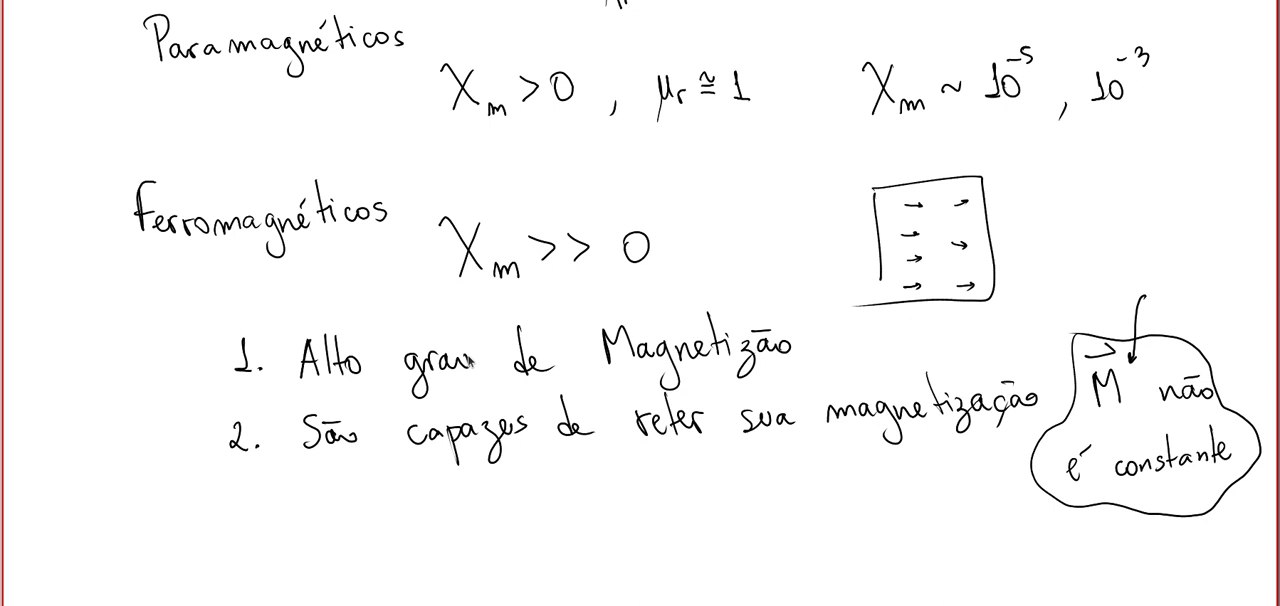 Paramagnéticos
χm > 0 , μr ≅ 1 χm ~ 10^-5 , 10^-3
Ferromagnéticos
χm >> 0
1. Alto grau de Magnetizão
2. São capazes de reter sua magnetização
M não
é constante